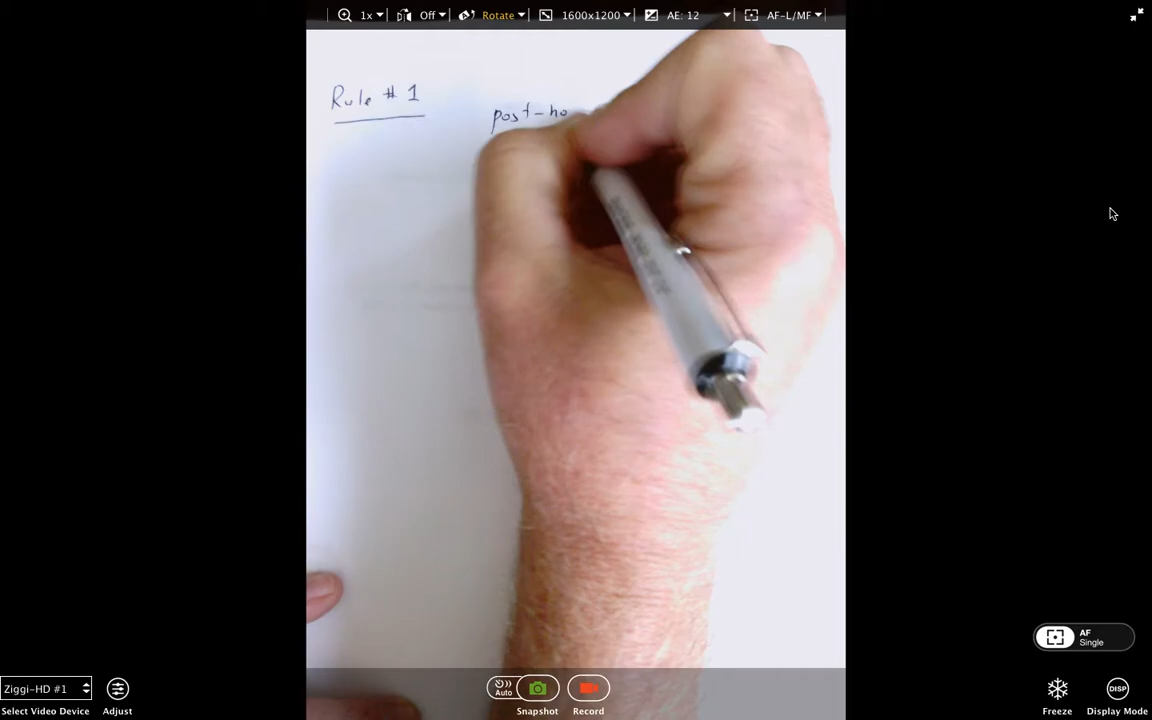 1x Off Rotate 1600x1200 AE: 12 AF-L/MF
Rule # 1
post-ho
AF
Single
Ziggi-HD #1
Auto
Select Video Device Adjust Snapshot Record Freeze Display Mode
DISP